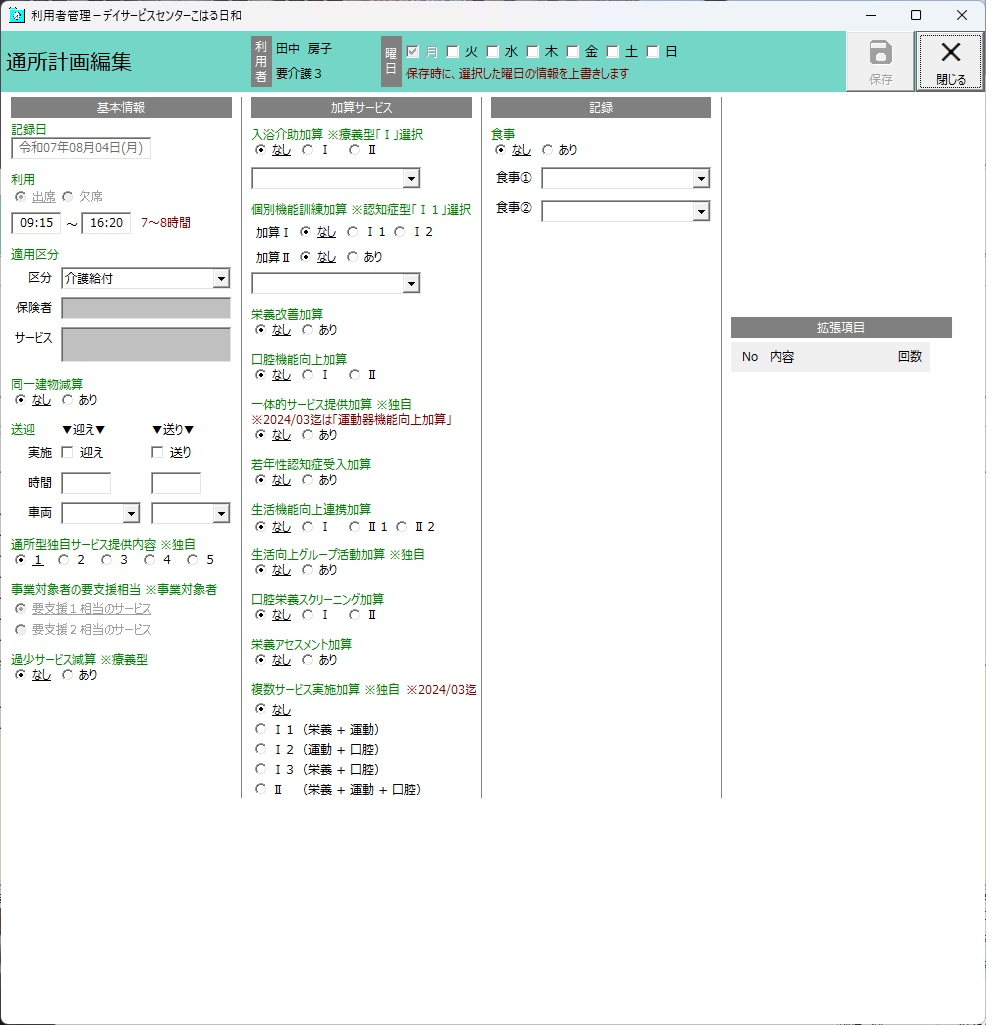 利用者管理－デイサービスセンターこはる日和
通所計画編集
利用者
田中 房子
要介護３
曜日
月 火 水 木 金 土 日
保存時に、選択した曜日の情報を上書きします
保存
閉じる
基本情報
記録日
令和07年08月04日(月)
利用
出席 欠席
09:15 ～ 16:20 7～8時間
適用区分
区分 介護給付
保険者
サービス
同一建物減算
なし あり
送迎 ▼迎え▼ ▼送り▼
実施 迎え 送り
時間
車両
通所型独自サービス提供内容 ※独自
1 2 3 4 5
事業対象者の要支援相当 ※事業対象者
要支援１相当のサービス
要支援２相当のサービス
過少サービス減算 ※療義型
なし あり
加算サービス
入浴介助加算 ※療義型「Ⅰ」選択
なし Ⅰ Ⅱ
個別機能訓練加算 ※認知症型「Ⅰ１」選択
加算Ⅰ なし Ⅰ１ Ⅰ２
加算Ⅱ なし あり
栄養改善加算
なし あり
口腔機能向上加算
なし Ⅰ Ⅱ
一体的サービス提供加算 ※独自
※2024/03迄は「運動器機能向上加算」
なし あり
若年性認知症受入加算
なし あり
生活機能向上連携加算
なし Ⅰ Ⅱ１ Ⅱ２
生活向上グループ活動加算 ※独自
なし あり
口腔栄養スクリーニング加算
なし Ⅰ Ⅱ
栄養アセスメント加算
なし あり
複数サービス実施加算 ※独自 ※2024/03迄
なし
Ⅰ１（栄養 + 運動）
Ⅰ２（運動 + 口腔）
Ⅰ３（栄養 + 口腔）
Ⅱ （栄養 + 運動 + 口腔）
記録
食事
なし あり
食事①
食事②
拡張項目
No 内容 回数